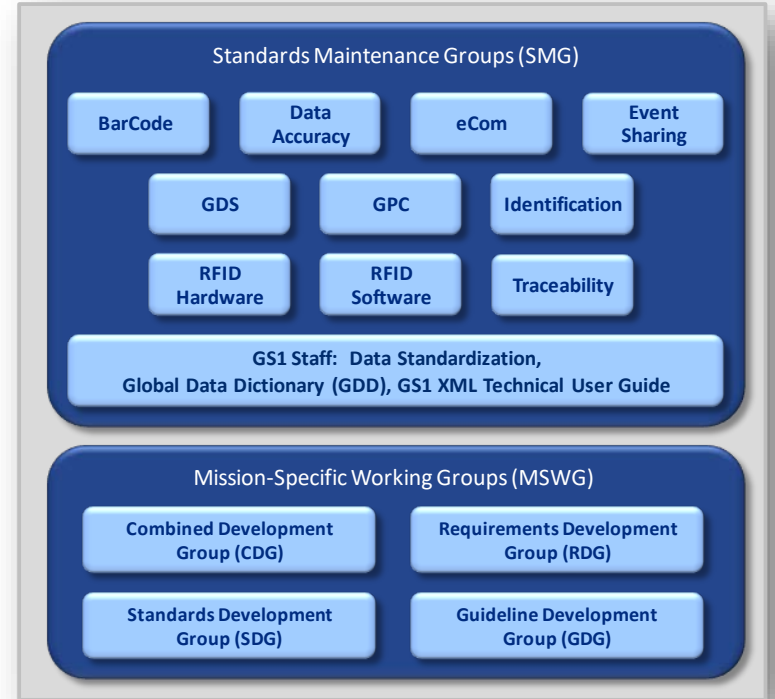 Standards Maintenance Groups (SMG)
BarCode
Data
Accuracy
eCom
Event
Sharing
GDS
GPC
Identification
RFID
Hardware
RFID
Software
Traceability
GS1 Staff: Data Standardization,
Global Data Dictionary (GDD), GS1 XML Technical User Guide
Mission-Specific Working Groups (MSWG)
Combined Development
Group (CDG)
Requirements Development
Group (RDG)
Standards Development
Group (SDG)
Guideline Development
Group (GDG)